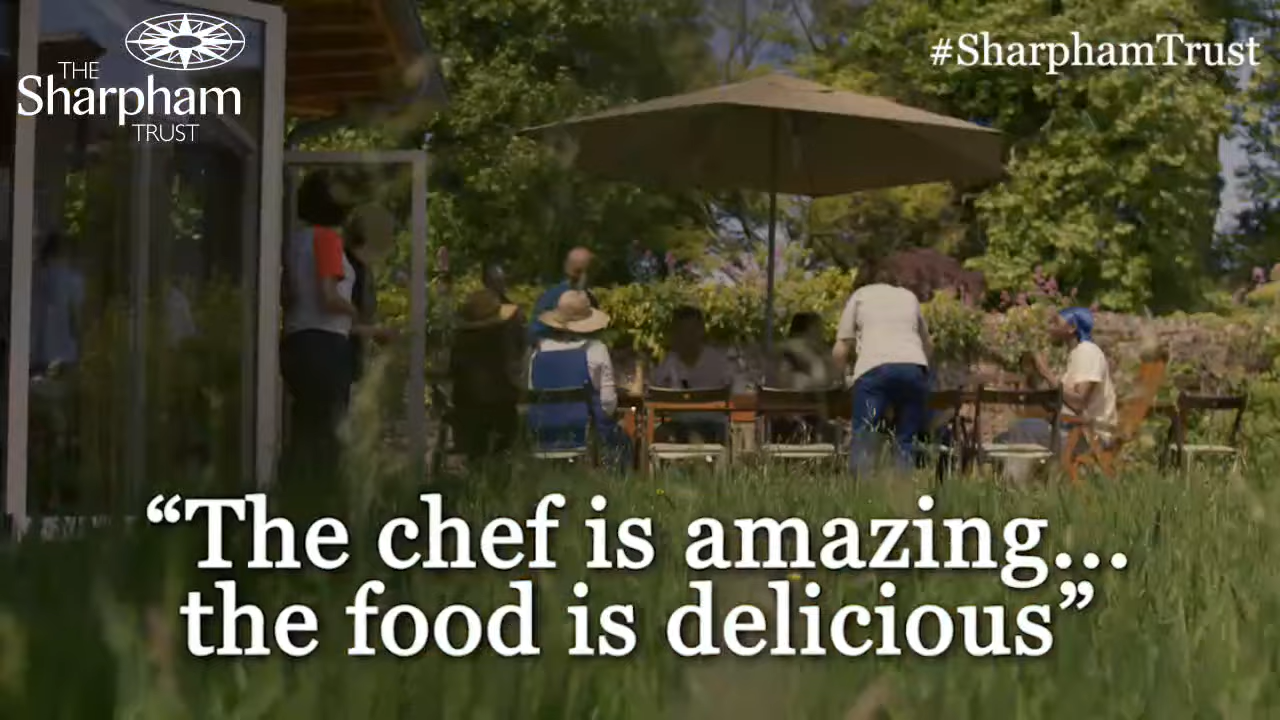 THE
Sharpham
TRUST
#SharphamTrust
“The chef is amazing...
the food is delicious”